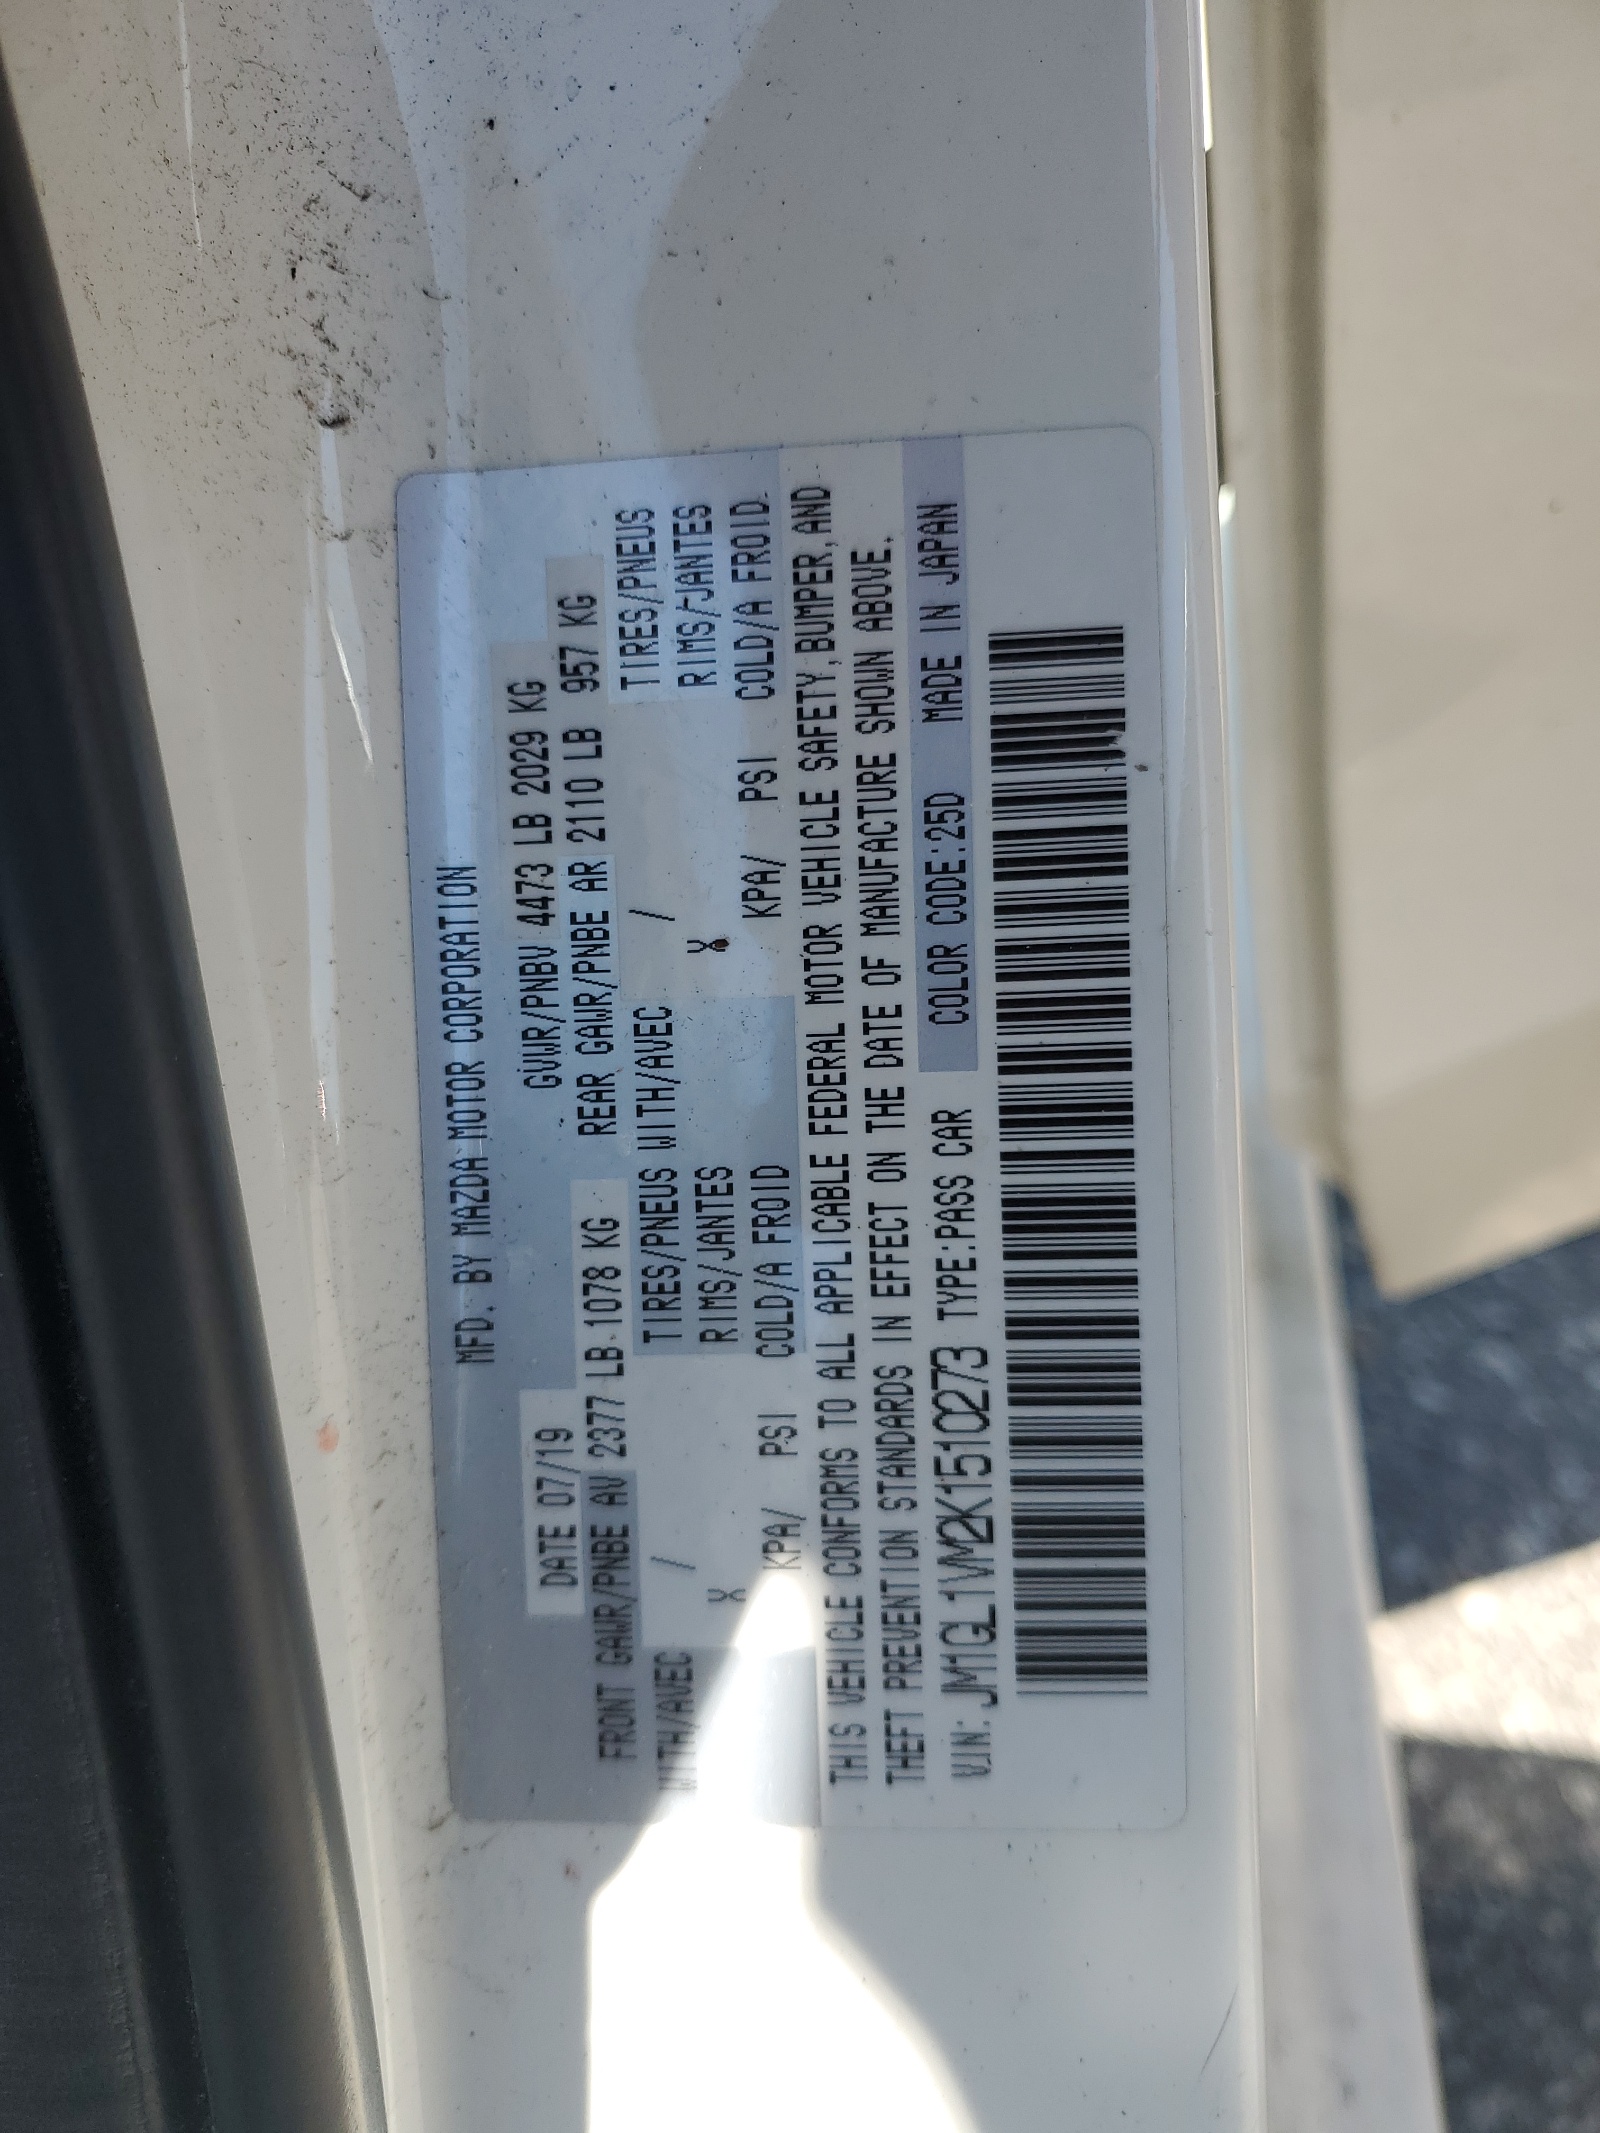 MFD. BY MAZDA MOTOR CORPORATION
DATE 07/19 GVWR/PNBV 4473 LB 2029 KG
FRONT GAWR/PNBE AV 2377 LB 1078 KG REAR GAWR/PNBE AR 2110 LB 957 KG
WITH/AVEC / TIRES/PNEUS WITH/AVEC / TIRES/PNEUS
X RIMS/JANTES X RIMS/JANTES
KPA/ PSI COLD/A FROID KPA/ PSI COLD/A FROID.
THIS VEHICLE CONFORMS TO ALL APPLICABLE FEDERAL MOTOR VEHICLE SAFETY,BUMPER,AND
THEFT PREVENTION STANDARDS IN EFFECT ON THE DATE OF MANUFACTURE SHOWN ABOVE.
V.I.N: JM1GL1VM2K1510273 TYPE:PASS CAR COLOR CODE:25D MADE IN JAPAN